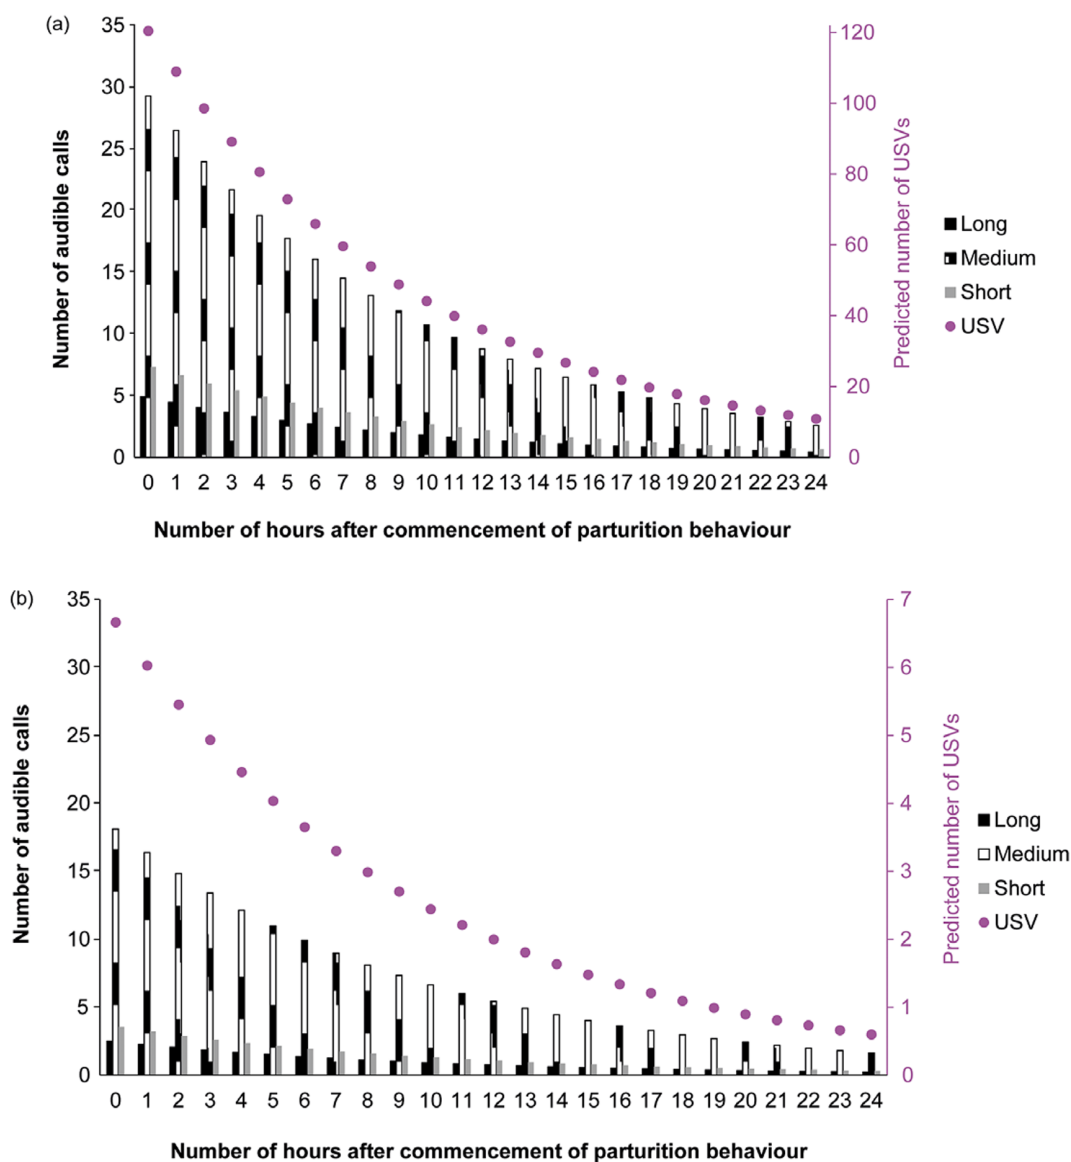 (a)
35
30
25
20
15
10
5
0
Number of audible calls
120
100
80
60
40
20
0
Predicted number of USVs
Long
Medium
Short
USV
0 1 2 3 4 5 6 7 8 9 10 11 12 13 14 15 16 17 18 19 20 21 22 23 24
Number of hours after commencement of parturition behaviour
(b)
35
30
25
20
15
10
5
0
Number of audible calls
7
6
5
4
3
2
1
0
Predicted number of USVs
Long
Medium
Short
USV
0 1 2 3 4 5 6 7 8 9 10 11 12 13 14 15 16 17 18 19 20 21 22 23 24
Number of hours after commencement of parturition behaviour